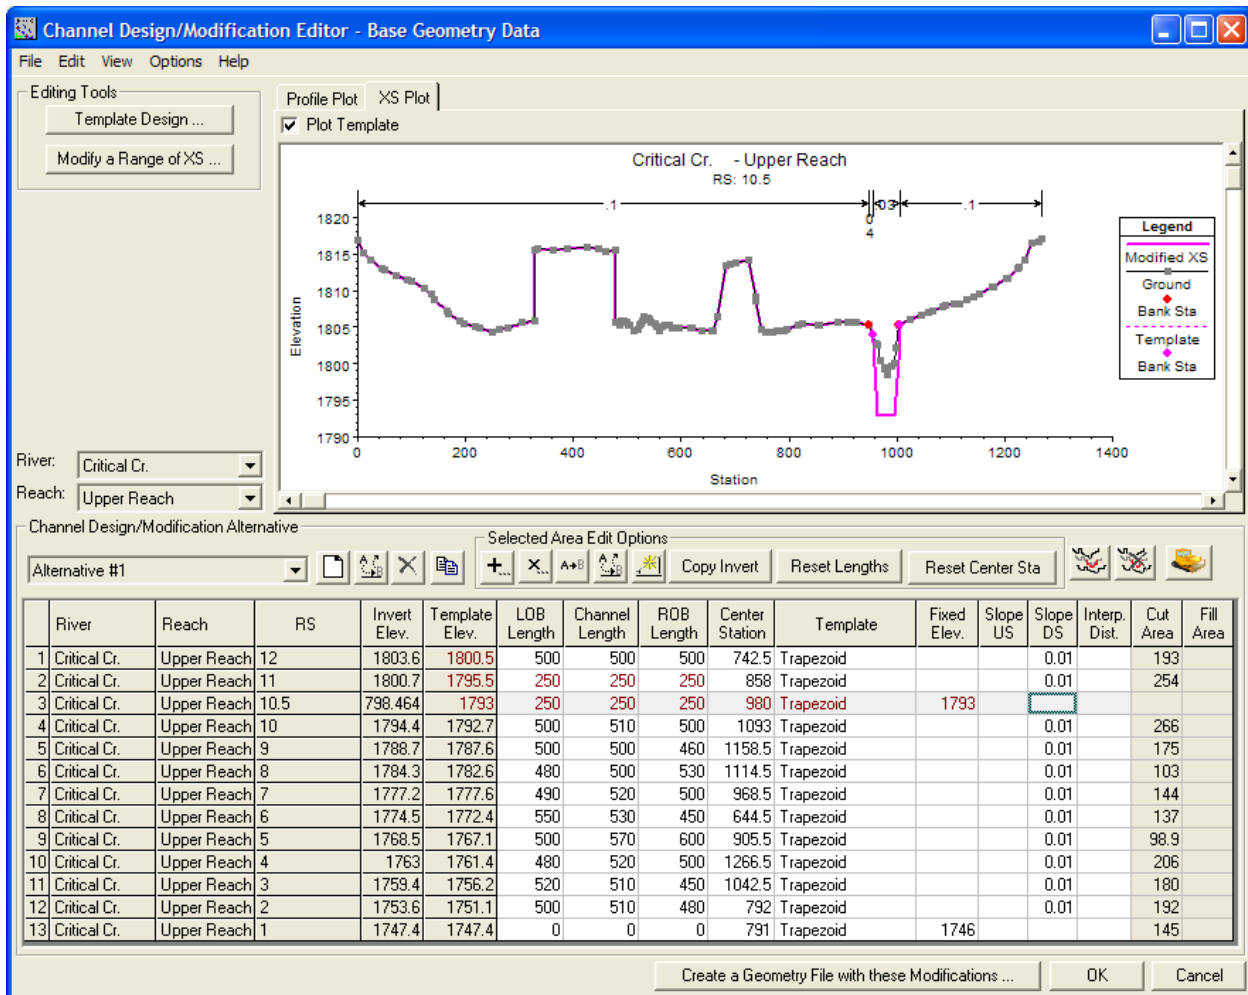 Channel Design/Modification Editor - Base Geometry Data
File Edit View Options Help
Editing Tools
Template Design ...
Modify a Range of XS ...
Profile Plot XS Plot
Plot Template
Critical Cr. - Upper Reach
RS: 10.5
.1 .03 .1
0
4
1820
1815
1810
1805
1800
1795
1790
Elevation
0 200 400 600 800 1000 1200 1400
Station
Legend
Modified XS
Ground
Bank Sta
Template
Bank Sta
River: Critical Cr.
Reach: Upper Reach
Channel Design/Modification Alternative
Alternative #1
Selected Area Edit Options
Copy Invert Reset Lengths Reset Center Sta
River Reach RS Invert Elev. Template Elev. LOB Length Channel Length ROB Length Center Station Template Fixed Elev. Slope US Slope DS Interp. Dist. Cut Area Fill Area
1 Critical Cr. Upper Reach 12 1803.6 1800.5 500 500 500 742.5 Trapezoid 0.01 193
2 Critical Cr. Upper Reach 11 1800.7 1795.5 250 250 250 858 Trapezoid 0.01 254
3 Critical Cr. Upper Reach 10.5 798.464 1793 250 250 250 980 Trapezoid 1793
4 Critical Cr. Upper Reach 10 1794.4 1792.7 500 510 500 1093 Trapezoid 0.01 266
5 Critical Cr. Upper Reach 9 1788.7 1787.6 500 500 460 1158.5 Trapezoid 0.01 175
6 Critical Cr. Upper Reach 8 1784.3 1782.6 480 500 530 1114.5 Trapezoid 0.01 103
7 Critical Cr. Upper Reach 7 1777.2 1777.6 490 520 500 968.5 Trapezoid 0.01 144
8 Critical Cr. Upper Reach 6 1774.5 1772.4 550 530 450 644.5 Trapezoid 0.01 137
9 Critical Cr. Upper Reach 5 1768.5 1767.1 500 570 600 905.5 Trapezoid 0.01 98.9
10 Critical Cr. Upper Reach 4 1763 1761.4 480 520 500 1266.5 Trapezoid 0.01 206
11 Critical Cr. Upper Reach 3 1759.4 1756.2 520 510 450 1042.5 Trapezoid 0.01 180
12 Critical Cr. Upper Reach 2 1753.6 1751.1 500 510 480 792 Trapezoid 0.01 192
13 Critical Cr. Upper Reach 1 1747.4 1747.4 0 0 0 791 Trapezoid 1746 145
Create a Geometry File with these Modifications ... OK Cancel